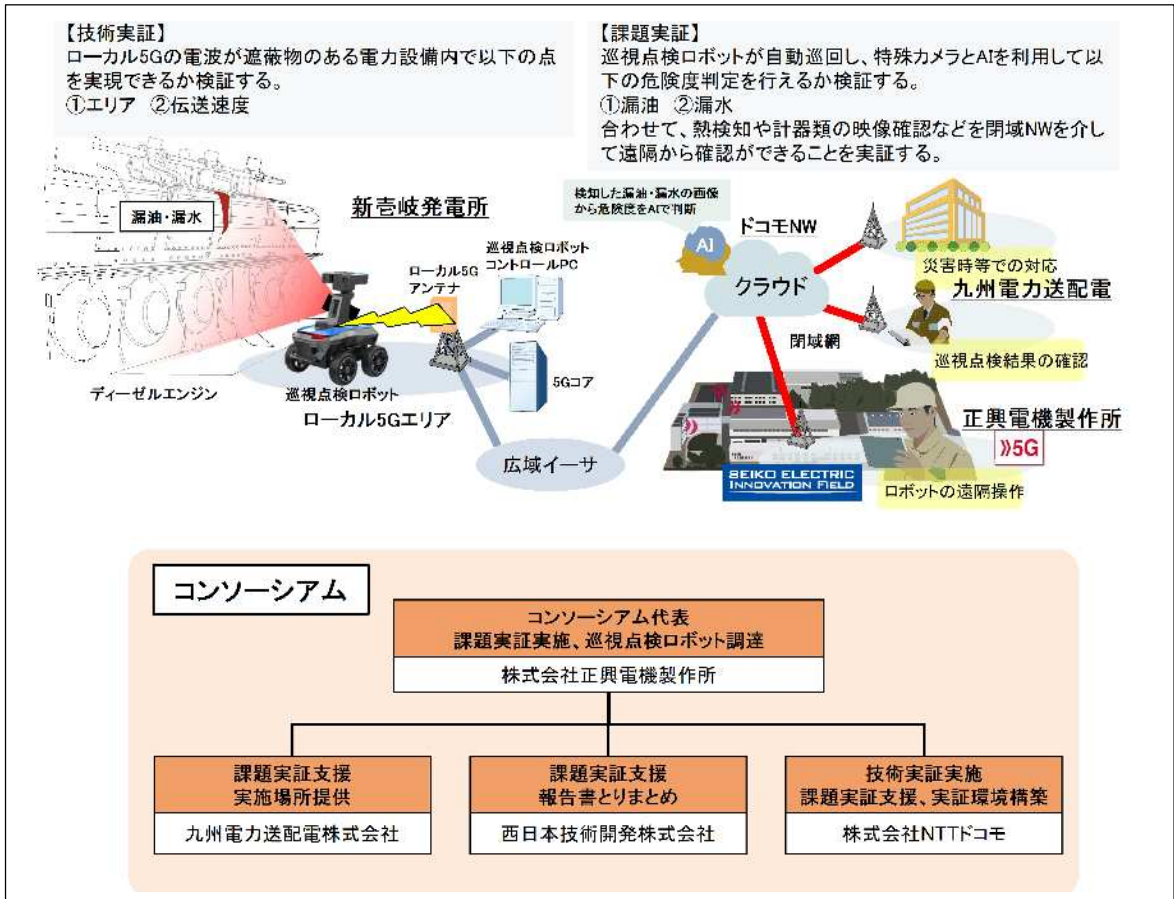 【技術実証】
ローカル5Gの電波が遮蔽物のある電力設備内で以下の点
を実現できるか検証する。
①エリア ②伝送速度
【課題実証】
巡視点検ロボットが自動巡回し、特殊カメラとAIを利用して以
下の危険度判定を行えるか検証する。
①漏油 ②漏水
合わせて、熱検知や計器類の映像確認などを閉域NWを介し
て遠隔から確認ができることを実証する。
漏油・漏水
新壱岐発電所
巡視点検ロボット
コントロールPC
ローカル5G
アンテナ
5Gコア
ディーゼルエンジン
巡視点検ロボット
ローカル5Gエリア
広域イーサ
検知した漏油・漏水の画像
から危険度をAIで判断
AI
ドコモNW
クラウド
閉域網
災害時等での対応
九州電力送配電
巡視点検結果の確認
正興電機製作所
5G
SEIKO ELECTRIC
INNOVATION FIELD
ロボットの遠隔操作
コンソーシアム
コンソーシアム代表
課題実証実施、巡視点検ロボット調達
株式会社正興電機製作所
課題実証支援
実施場所提供
九州電力送配電株式会社
課題実証支援
報告書とりまとめ
西日本技術開発株式会社
技術実証実施
課題実証支援、実証環境構築
株式会社NTTドコモ